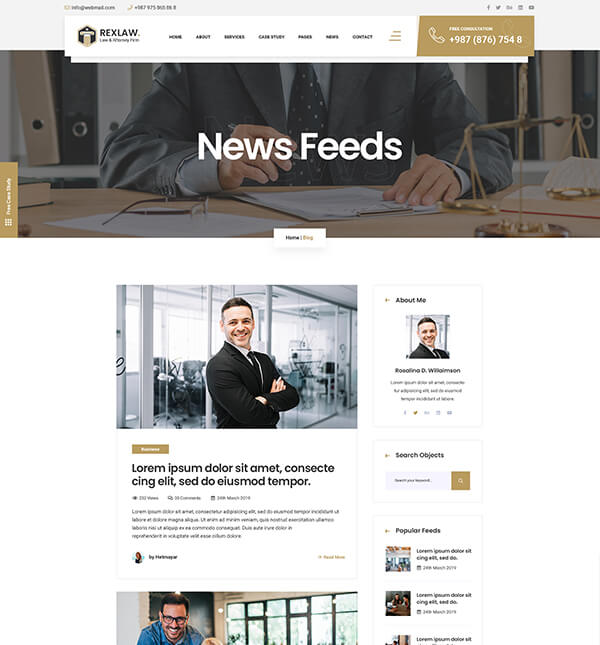 info@webmail.com
+987 975 965 86 8
REXLAW.
Law & Attorney Firm
HOME ABOUT SERVICES CASE STUDY PAGES NEWS CONTACT
FREE CONSULTATION
+987 (876) 754 8
News Feeds
Free Case Study
Home | Blog
Business
Lorem ipsum dolor sit amet, consecte
cing elit, sed do eiusmod tempor.
232 Views 35 Comments 24th March 2019
Lorem ipsum dolor sit amet, consectetur adipisicing elit, sed do eiusmod tempor incididunt ut
labore et dolore magna aliqua. Ut enim ad minim veniam, quis nostrud exercitation ullamco
laboris nisi ut aliquip ex ea commodo consequat. Duis aute irure dolor in
reprehenderit in voluptate velit esse cillum dolore.
by Hetmayar
Read More
About Me
Rosalina D. Willaimson
Lorem ipsum dolor sit amet, consecte
cing elit, sed do eiusmod tempor.
Search Objects
Search your keyword...
Popular Feeds
Lorem ipsum dolor sit
cing elit, sed do.
24th March 2019
Lorem ipsum dolor sit
cing elit, sed do.
24th March 2019
Lorem ipsum dolor sit
cing elit, sed do.